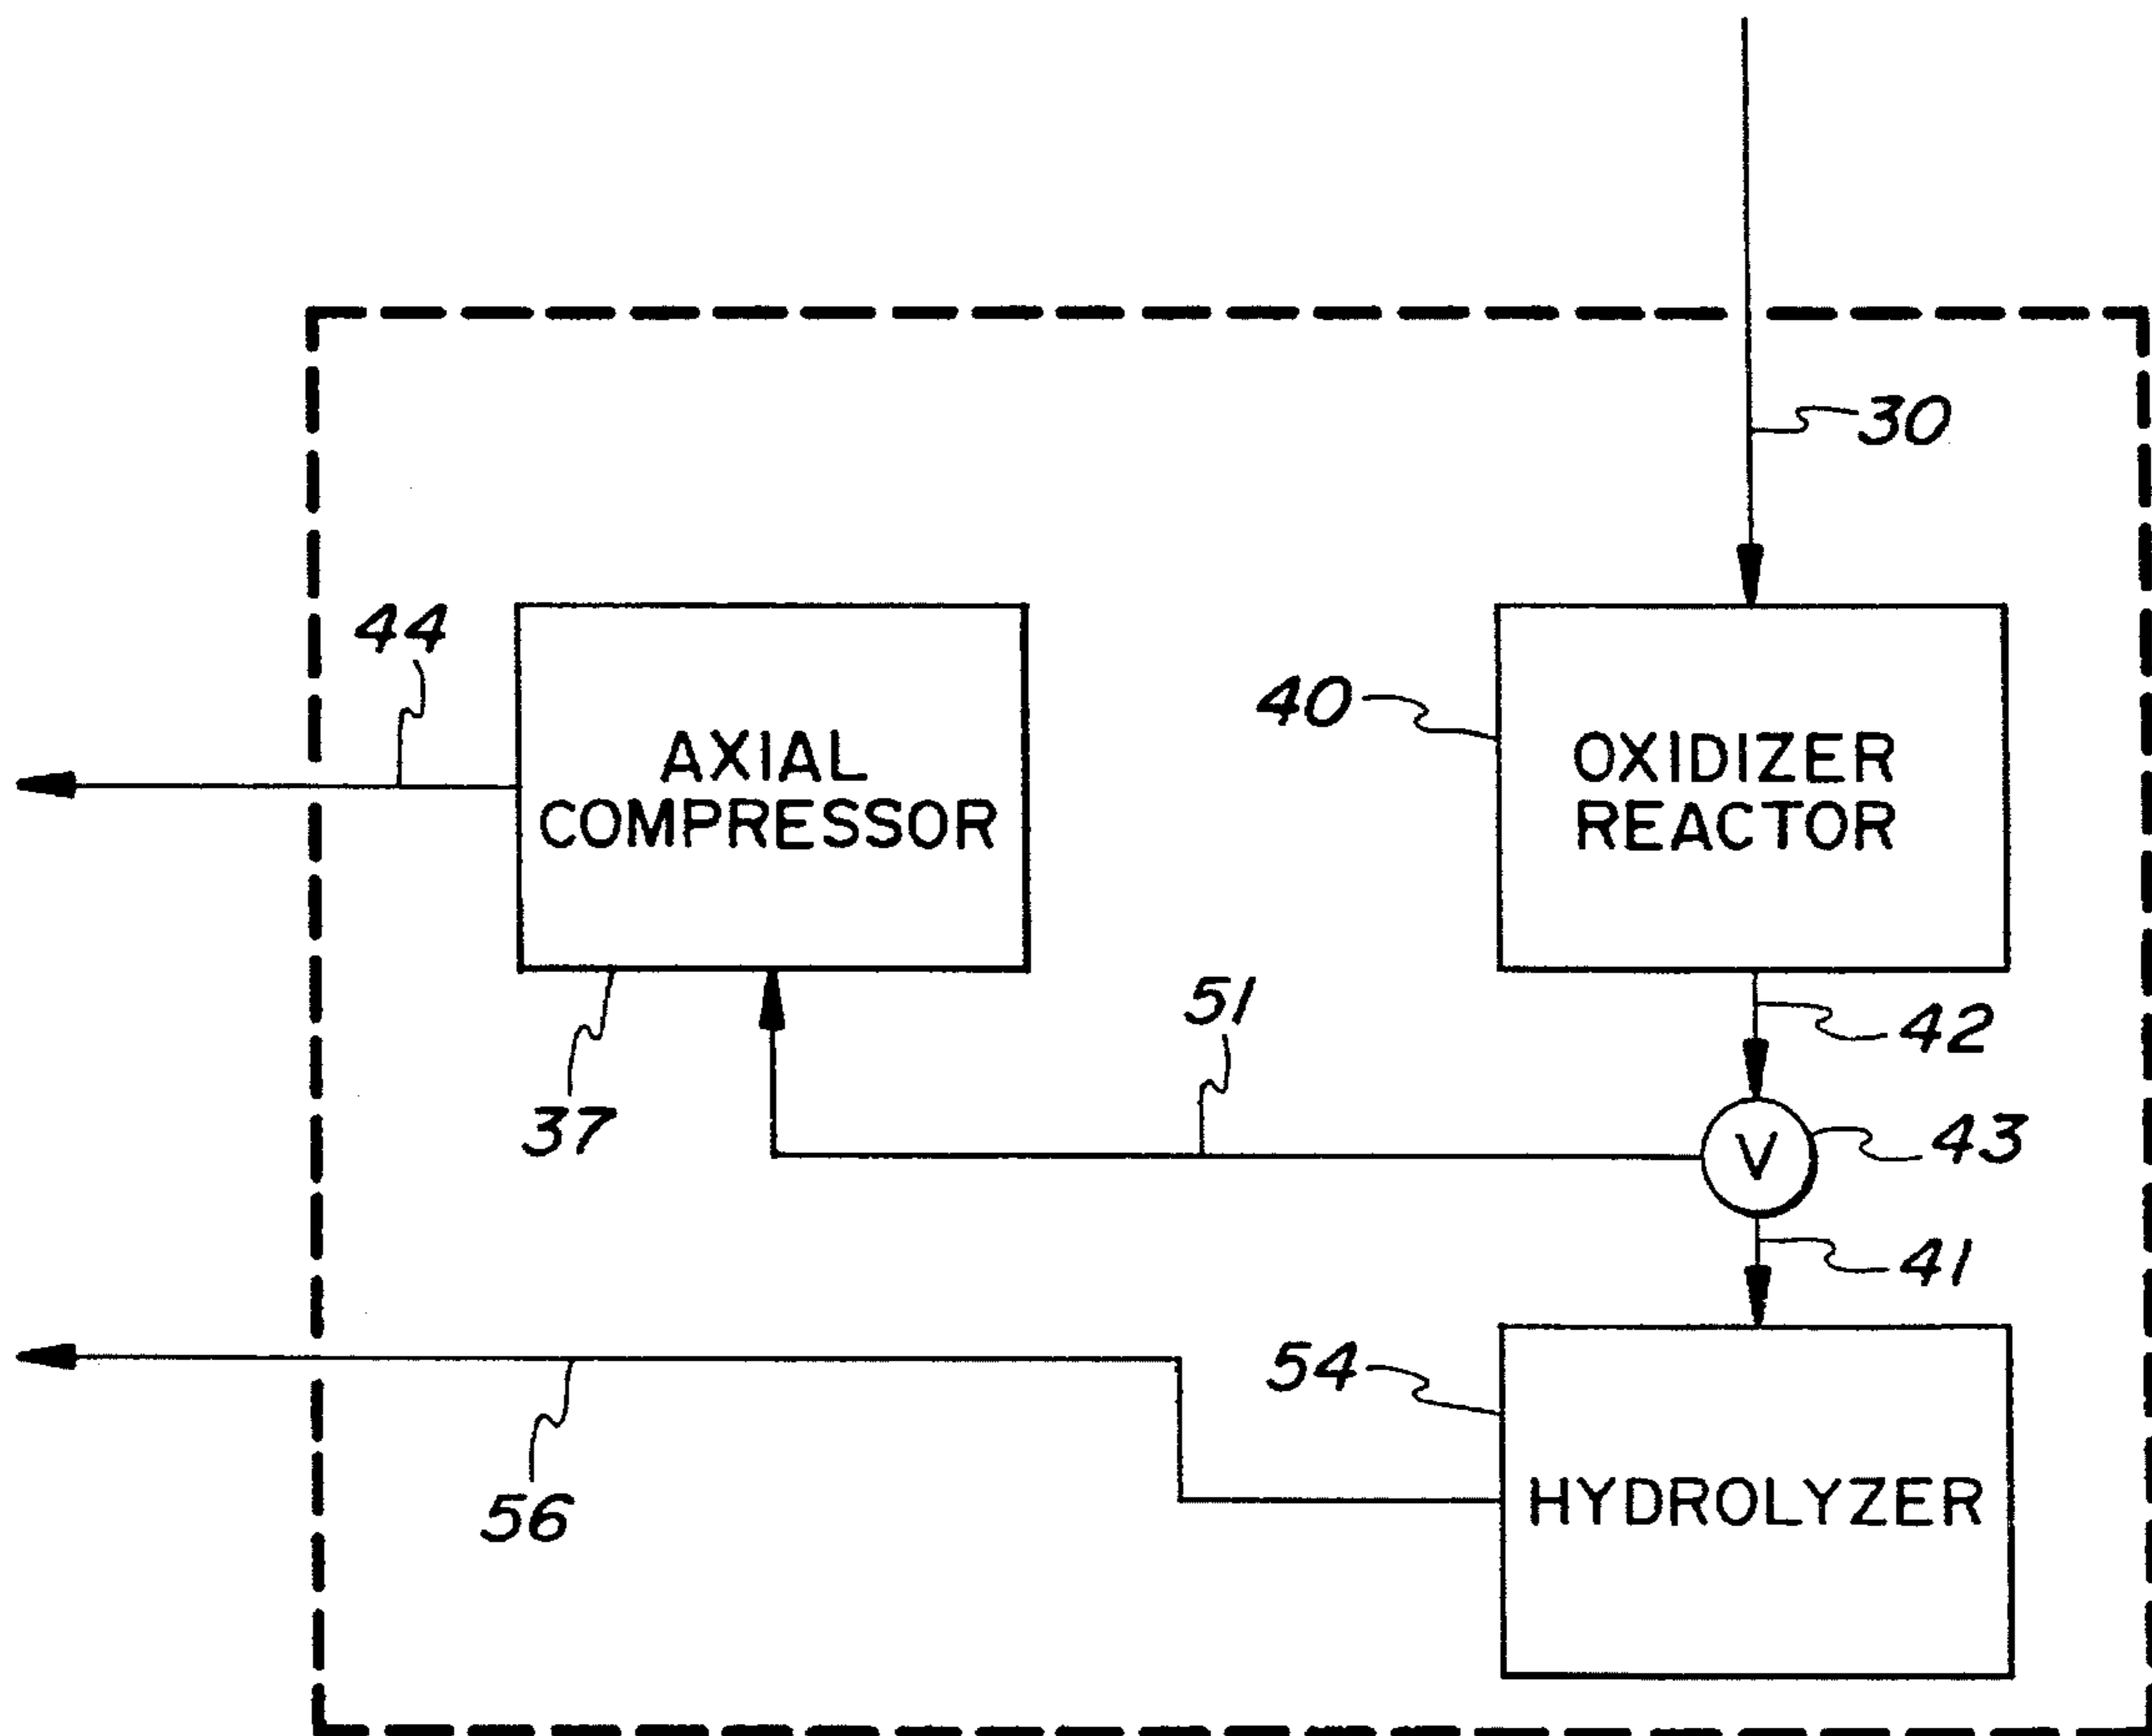 30
44
40
AXIAL
COMPRESSOR
OXIDIZER
REACTOR
51
42
37
V
43
41
54
56
HYDROLYZER